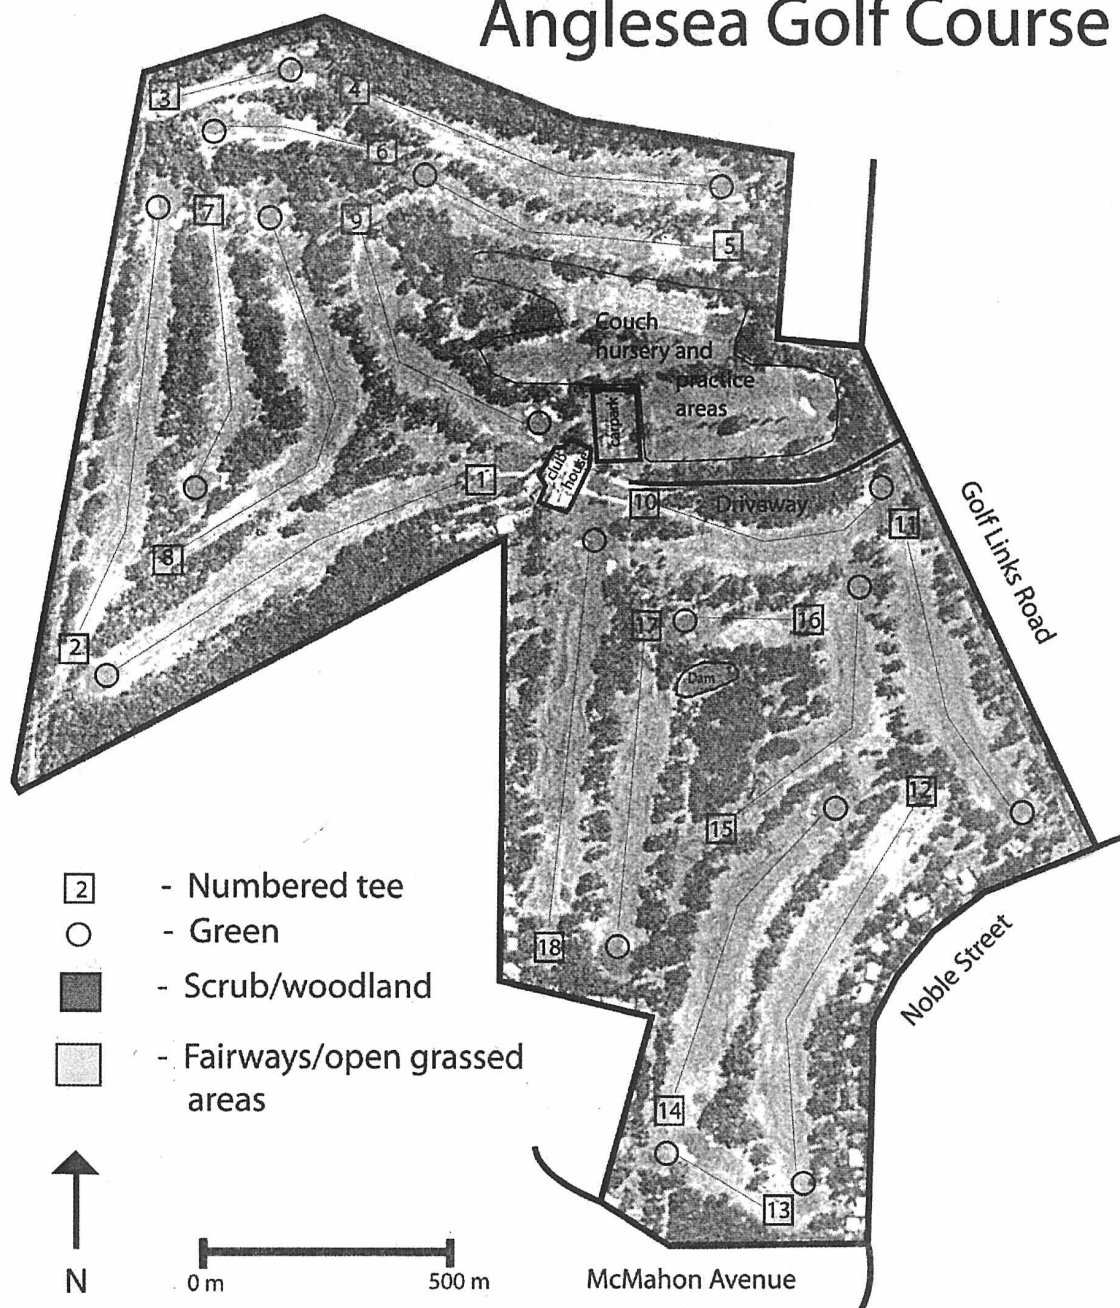 Anglesea Golf Course
3
4
6
5
7
9
Couch
nursery and
practice
areas
carpark
club
house
1
10
Driveway
11
8
2
17
16
Dam
12
15
18
14
13
Golf Links Road
Noble Street
McMahon Avenue
2 - Numbered tee
- Green
- Scrub/woodland
- Fairways/open grassed
areas
N
0 m 500 m